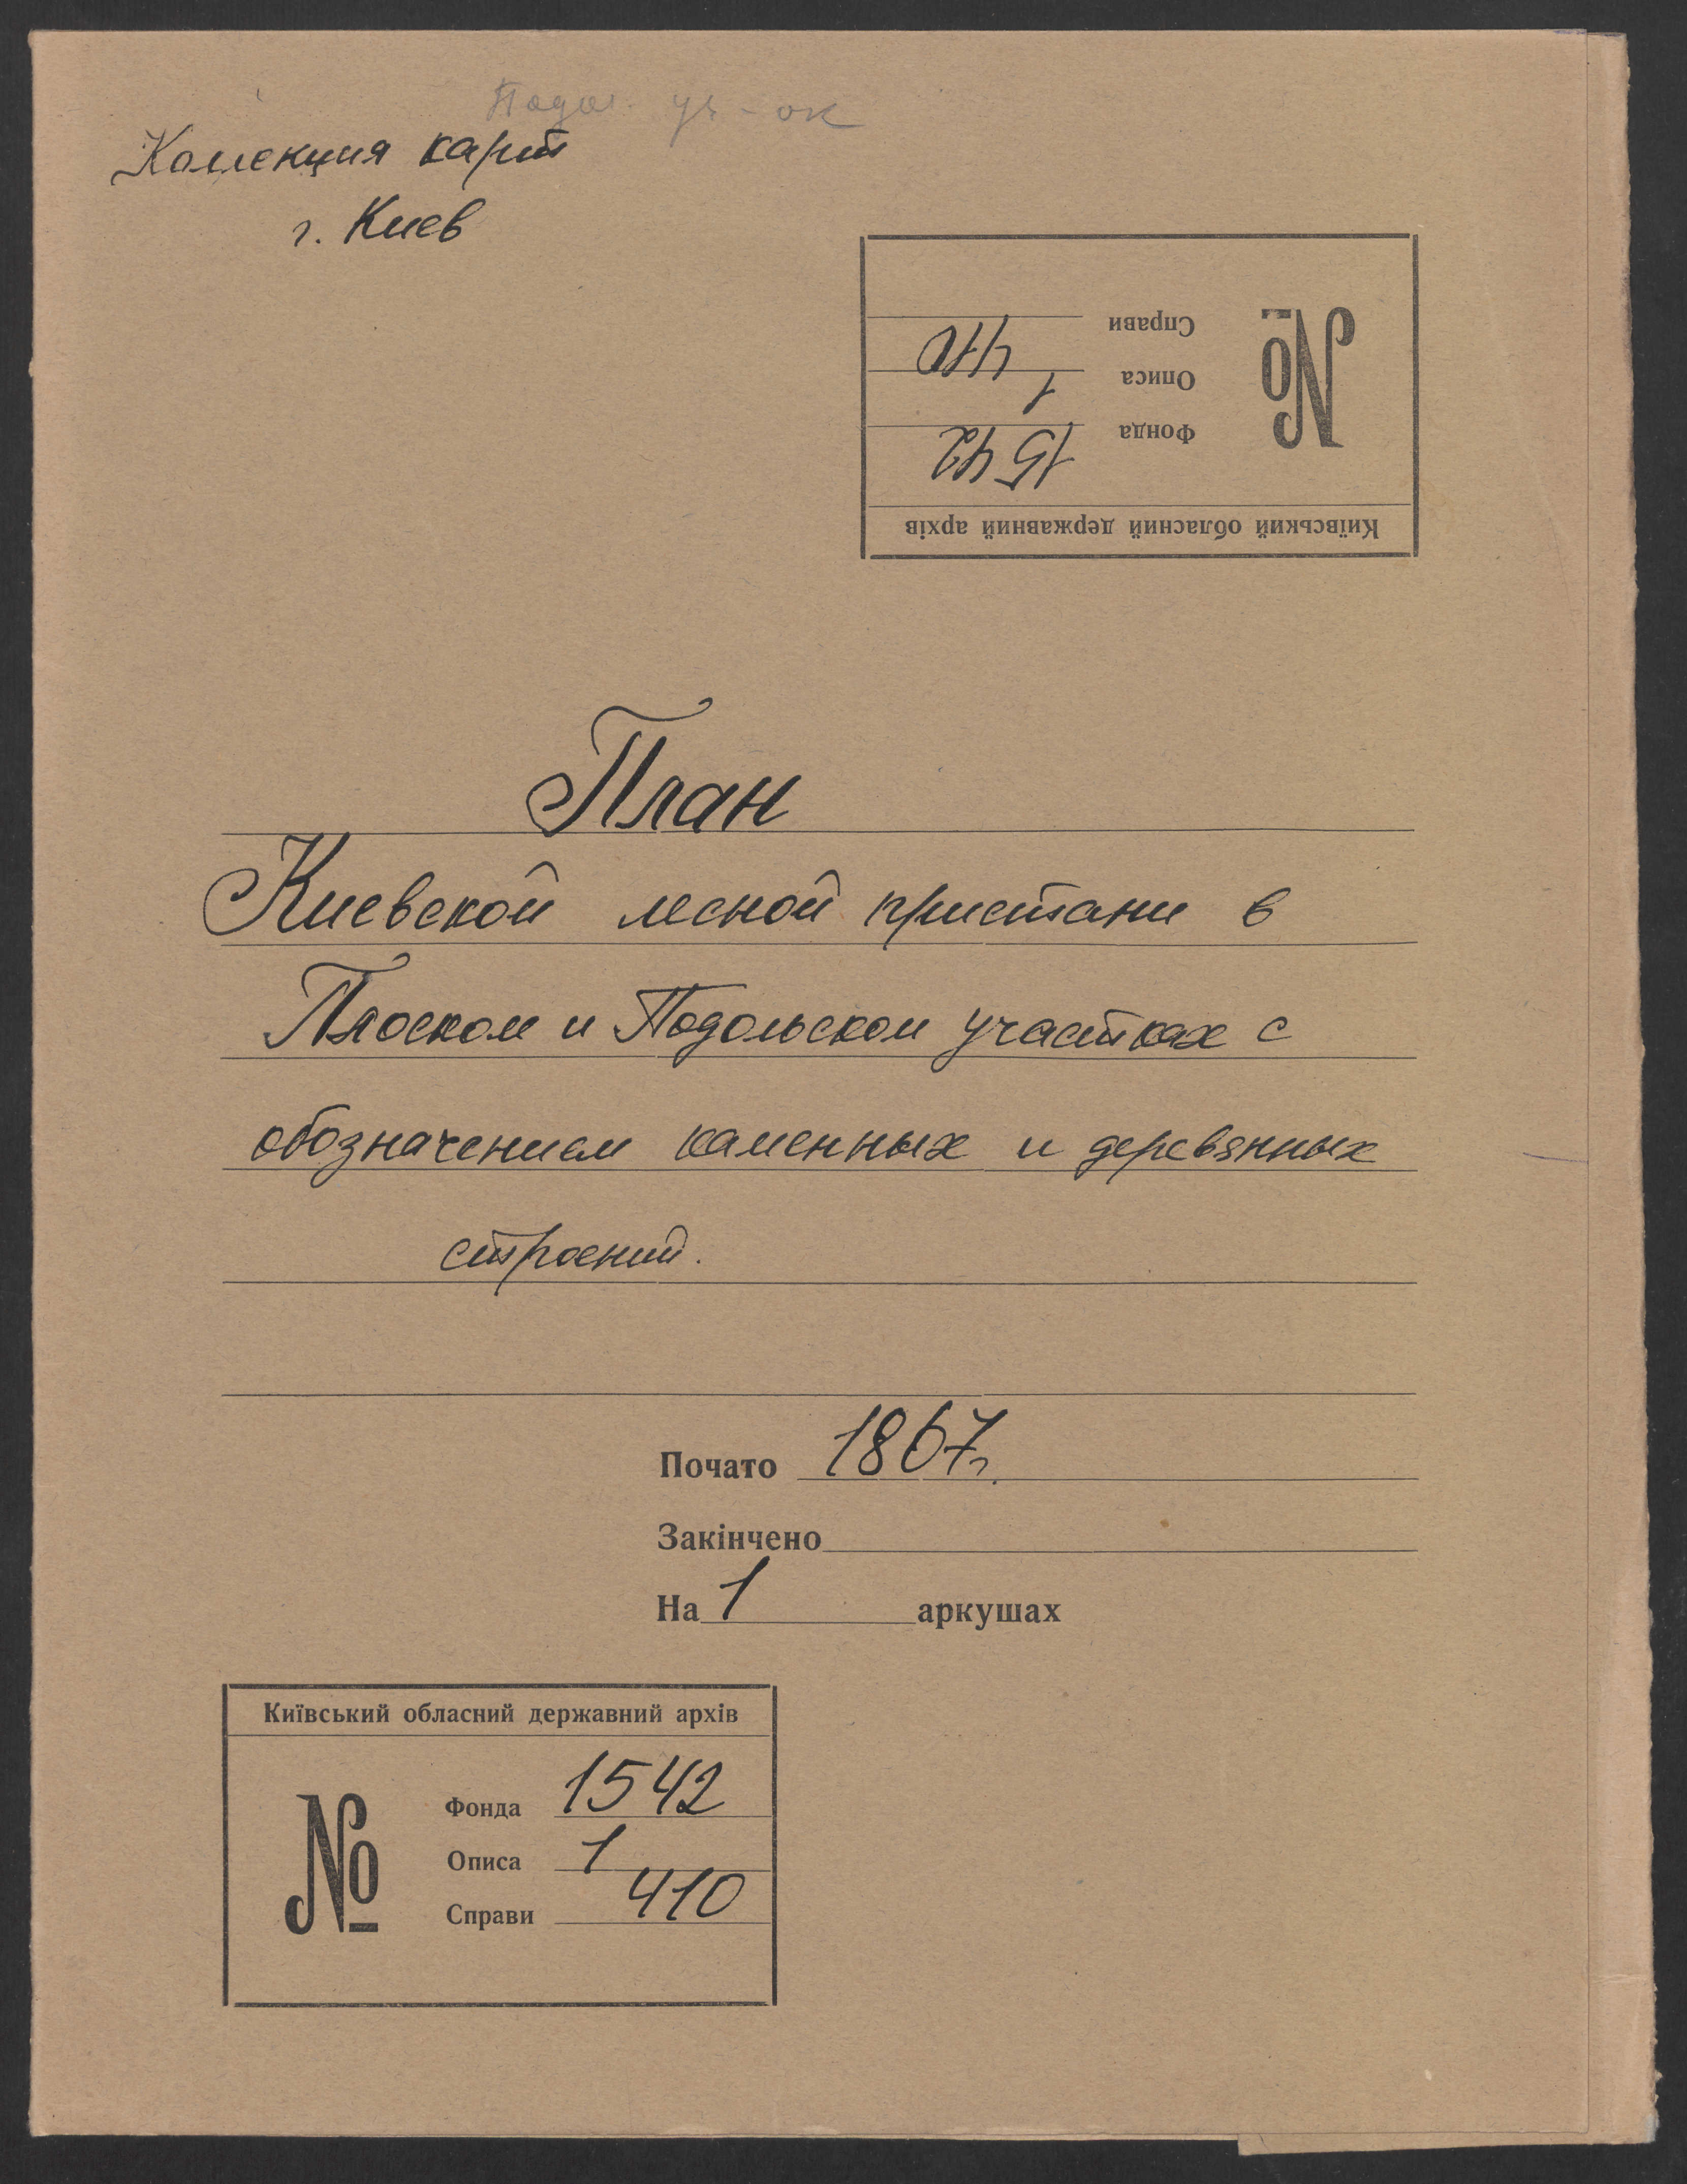 Подол. уч-ок
Коллекция карт
г. Киев
Київський обласний державний архів
№
Фонда 1542
Описа 1
Справи 410
План
Киевской лесной пристани в
Плоском и Подольском участках с
обозначением каменных и деревянных
строений.
Почато 1867г.
Закінчено
На 1 аркушах
Київський обласний державний архів
№
Фонда 1542
Описа 1
Справи 410